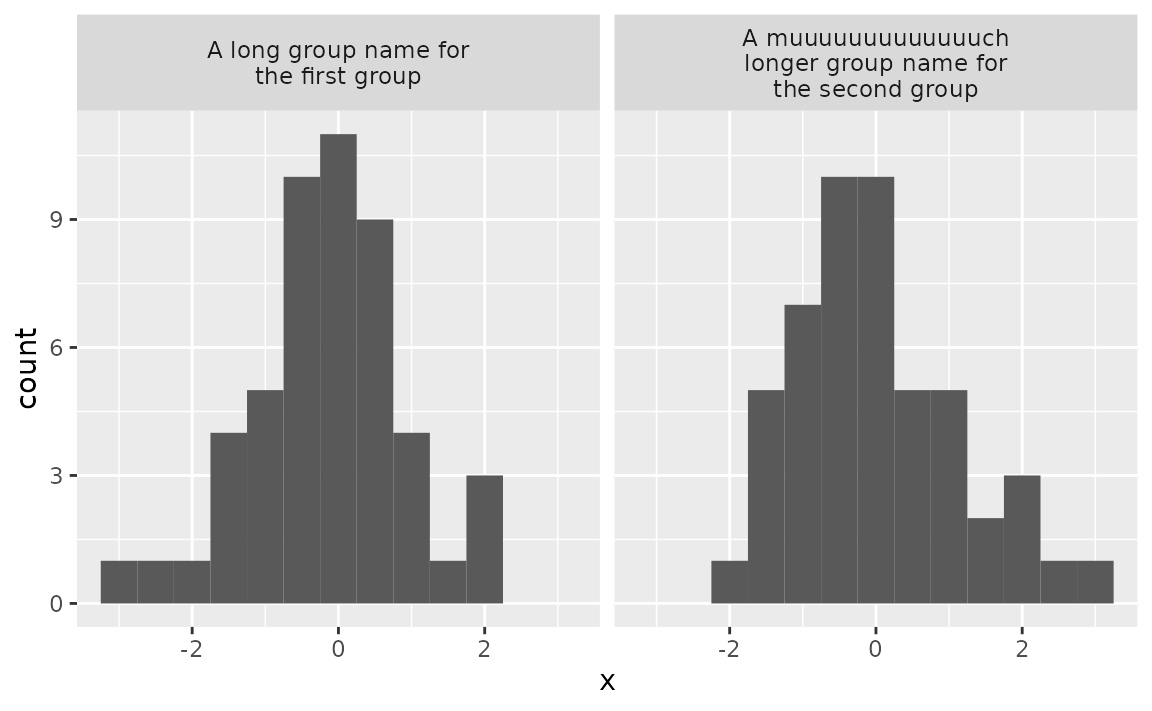 A long group name for
the first group
A muuuuuuuuuuuuuch
longer group name for
the second group
count
9
6
3
0
-2 0 2
-2 0 2
x